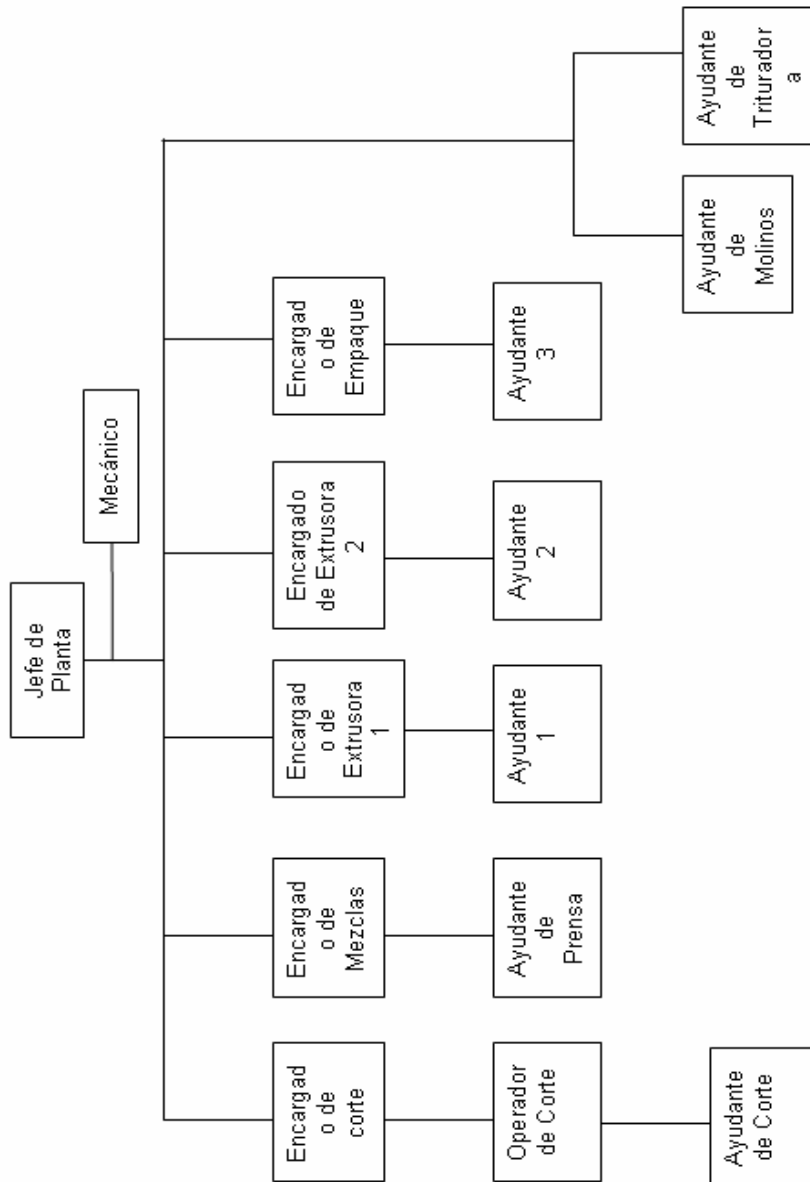 Jefe de
Planta
Mecánico
Encargad
o de
corte
Encargad
o de
Mezclas
Encargad
o de
Extrusora
1
Encargado
de Extrusora
2
Encargad
o de
Empaque
Operador
de Corte
Ayudante
de
Prensa
Ayudante
1
Ayudante
2
Ayudante
3
Ayudante
de Corte
Ayudante
de
Molinos
Ayudante
de
Triturador
a